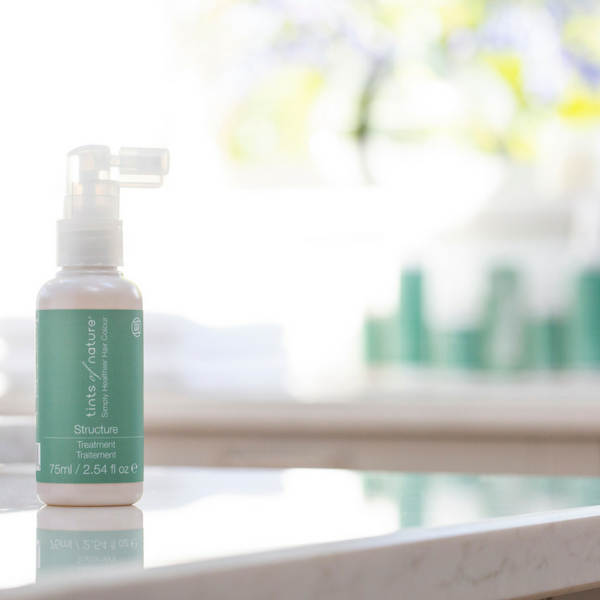 tints of nature®
Simply Healthier Hair Colour
Structure
Treatment
Traitement
75ml / 2.54 fl oz ℮